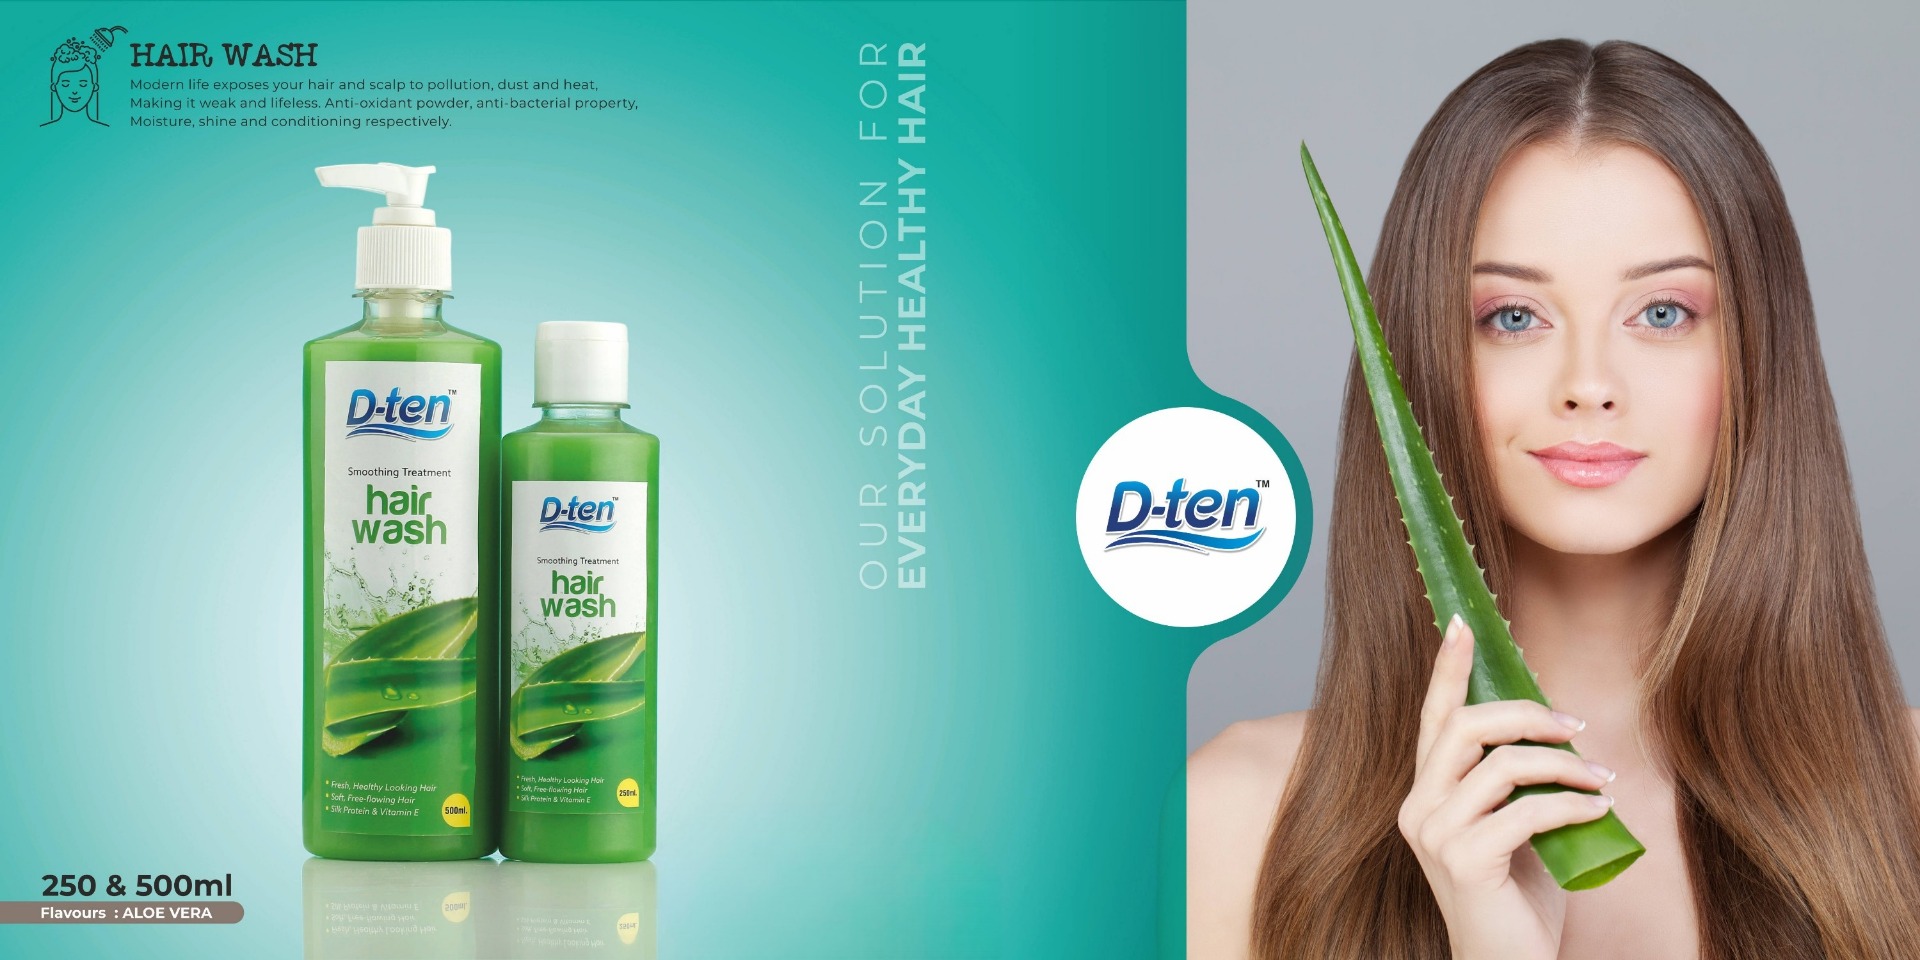 HAIR WASH
Modern life exposes your hair and scalp to pollution, dust and heat,
Making it weak and lifeless. Anti-oxidant powder, anti-bacterial property,
Moisture, shine and conditioning respectively.
OUR SOLUTION FOR
EVERYDAY HEALTHY HAIR
D-ten™
Smoothing Treatment
hair
wash
• Fresh, Healthy Looking Hair
• Soft, Free-flowing Hair
• Silk Protein & Vitamin E
500ml.
D-ten™
Smoothing Treatment
hair
wash
• Fresh, Healthy Looking Hair
• Soft, Free-flowing Hair
• Silk Protein & Vitamin E
250ml.
D-ten™
250 & 500ml
Flavours : ALOE VERA